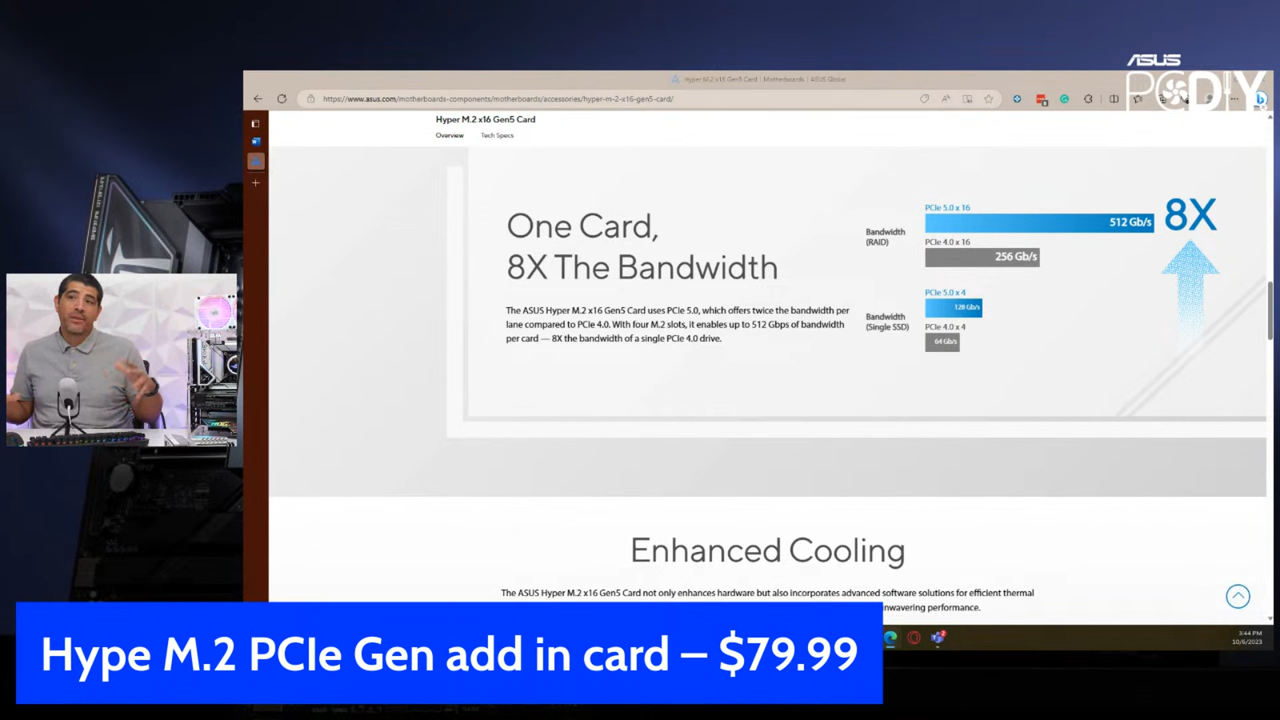 ASUS
PCDIY
Hyper M.2 x16 Gen5 Card | Motherboards | ASUS Global
https://www.asus.com/motherboards-components/motherboards/accessories/hyper-m-2-x16-gen5-card/
Hyper M.2 x16 Gen5 Card
Overview Tech Specs
One Card,
8X The Bandwidth
The ASUS Hyper M.2 x16 Gen5 Card uses PCIe 5.0, which offers twice the bandwidth per
lane compared to PCIe 4.0. With four M.2 slots, it enables up to 512 Gbps of bandwidth
per card — 8X the bandwidth of a single PCIe 4.0 drive.
Bandwidth
(RAID)
PCIe 5.0 x 16
512 Gb/s
PCIe 4.0 x 16
256 Gb/s
8X
Bandwidth
(Single SSD)
PCIe 5.0 x 4
128 Gb/s
PCIe 4.0 x 4
64 Gb/s
Enhanced Cooling
The ASUS Hyper M.2 x16 Gen5 Card not only enhances hardware but also incorporates advanced software solutions for efficient thermal
unwavering performance.
Hype M.2 PCIe Gen add in card – $79.99
3:44 PM
10/6/2023